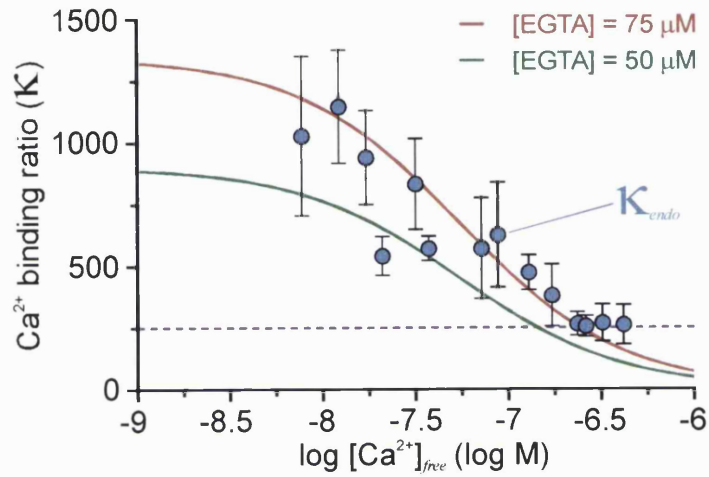 1500
1000
500
0
Ca²⁺ binding ratio (κ)
[EGTA] = 75 μM
[EGTA] = 50 μM
κ endo
-9 -8.5 -8 -7.5 -7 -6.5 -6
log [Ca²⁺]free (log M)